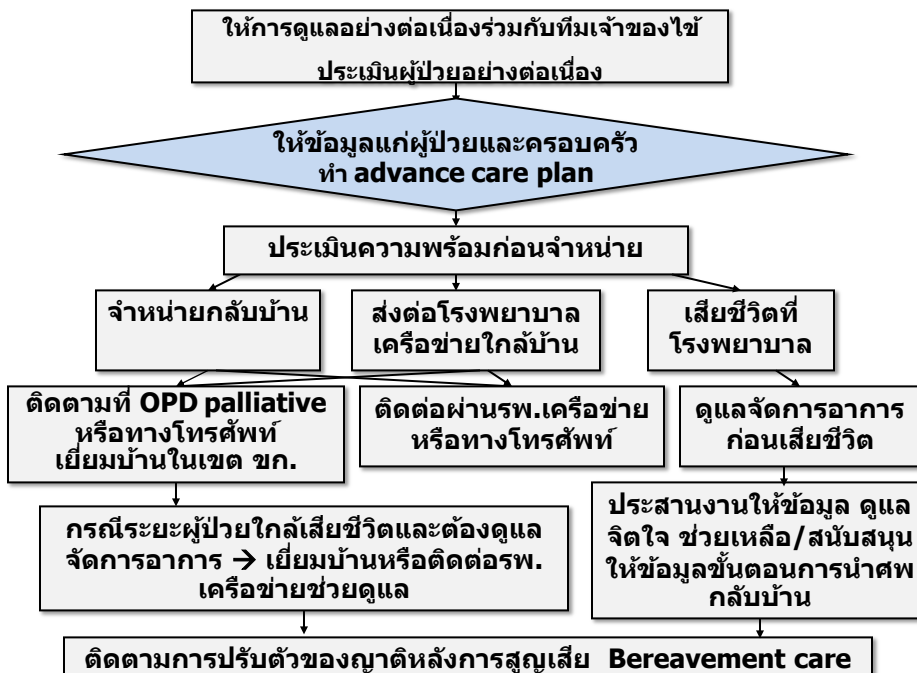 ให้การดูแลอย่างต่อเนื่องร่วมกับทีมเจ้าของไข้
ประเมินผู้ป่วยอย่างต่อเนื่อง
ให้ข้อมูลแก่ผู้ป่วยและครอบครัว
ทำ advance care plan
ประเมินความพร้อมก่อนจำหน่าย
จำหน่ายกลับบ้าน
ส่งต่อโรงพยาบาล
เครือข่ายใกล้บ้าน
เสียชีวิตที่
โรงพยาบาล
ติดตามที่ OPD palliative
หรือทางโทรศัพท์
เยี่ยมบ้านในเขต ขก.
ติดต่อผ่านรพ.เครือข่าย
หรือทางโทรศัพท์
ดูแลจัดการอาการ
ก่อนเสียชีวิต
กรณีระยะผู้ป่วยใกล้เสียชีวิตและต้องดูแล
จัดการอาการ → เยี่ยมบ้านหรือติดต่อรพ.
เครือข่ายช่วยดูแล
ประสานงานให้ข้อมูล ดูแล
จิตใจ ช่วยเหลือ/สนับสนุน
ให้ข้อมูลขั้นตอนการนำศพ
กลับบ้าน
ติดตามการปรับตัวของญาติหลังการสูญเสีย Bereavement care